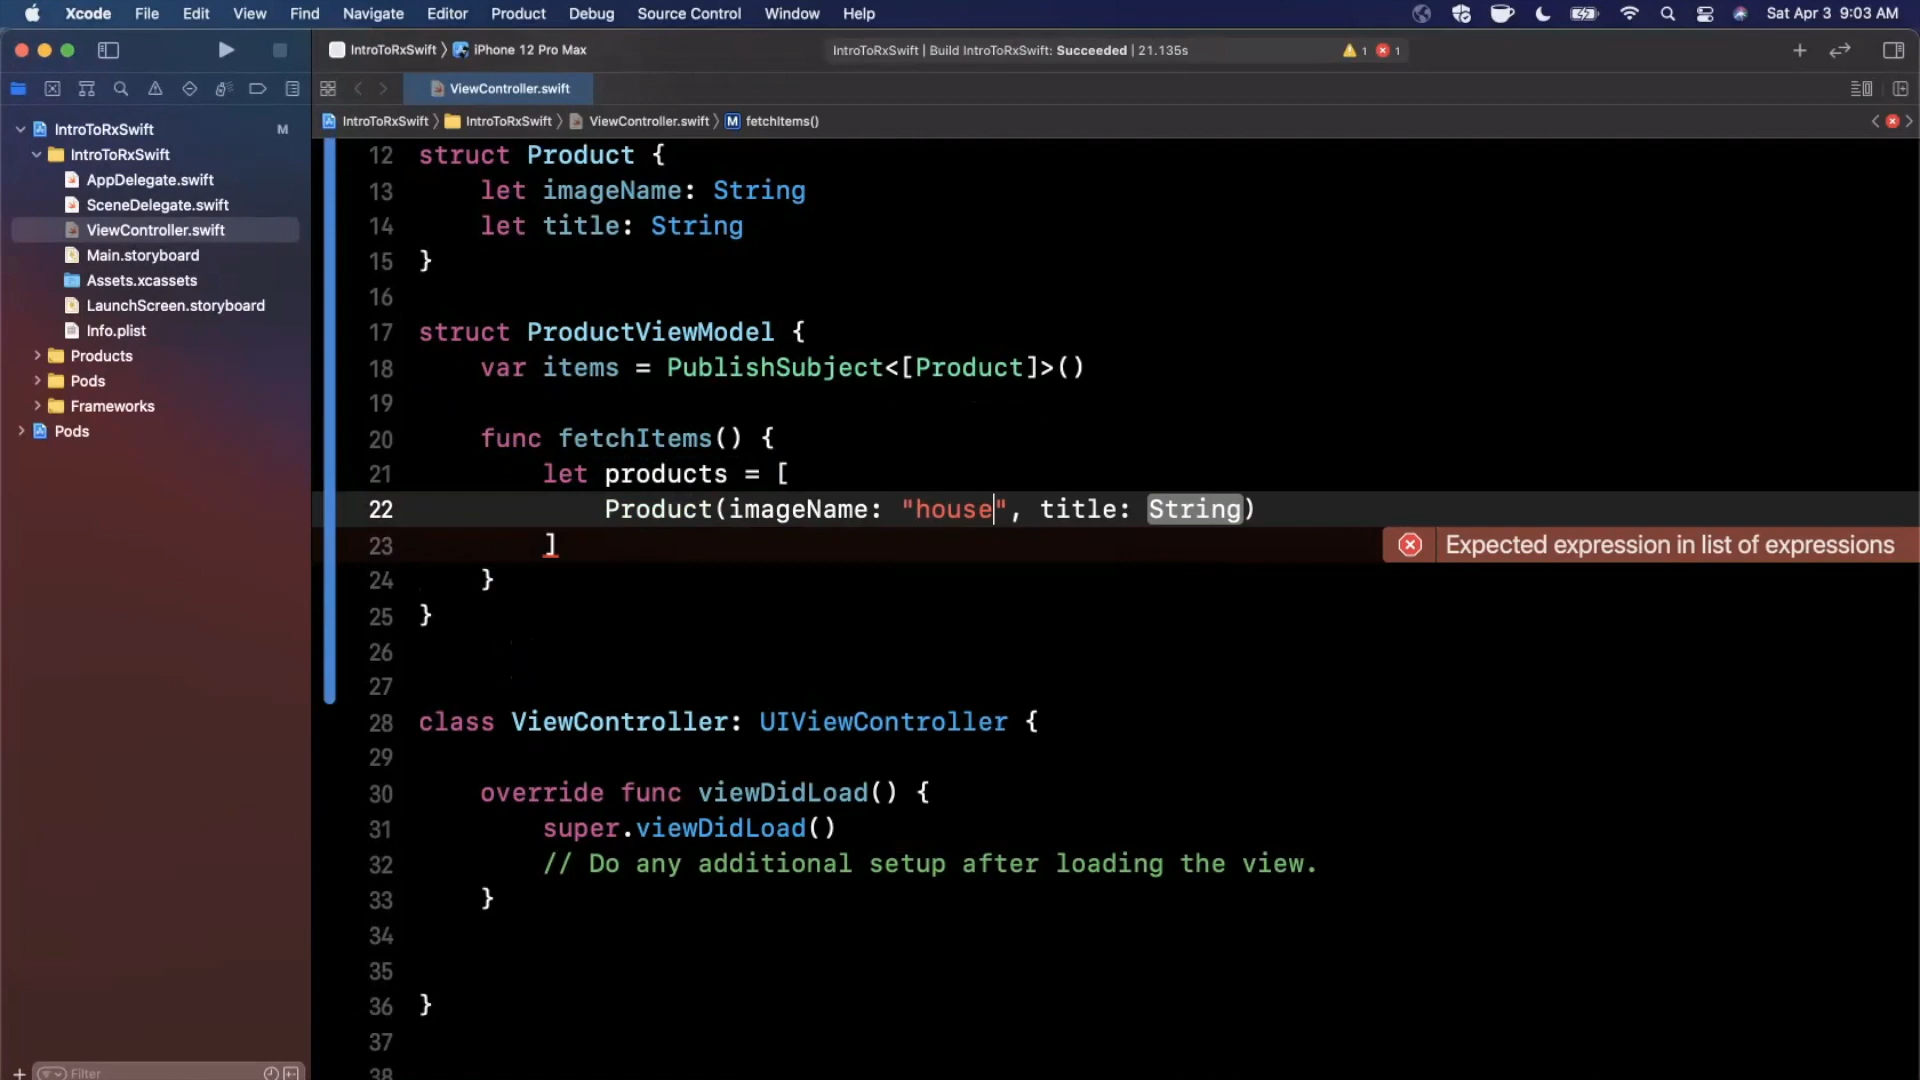 Xcode File Edit View Find Navigate Editor Product Debug Source Control Window Help Sat Apr 3 9:03 AM
IntroToRxSwift 〉 iPhone 12 Pro Max IntroToRxSwift | Build IntroToRxSwift: Succeeded | 21.135s 1 1
ViewController.swift
IntroToRxSwift 〉 IntroToRxSwift 〉 ViewController.swift 〉 M fetchItems()
IntroToRxSwift M
IntroToRxSwift
AppDelegate.swift
SceneDelegate.swift
ViewController.swift
Main.storyboard
Assets.xcassets
LaunchScreen.storyboard
Info.plist
Products
Pods
Frameworks
Pods
Filter
12 struct Product {
13 let imageName: String
14 let title: String
15 }
16
17 struct ProductViewModel {
18 var items = PublishSubject<[Product]>()
19
20 func fetchItems() {
21 let products = [
22 Product(imageName: "house", title: String)
23 ] Expected expression in list of expressions
24 }
25 }
26
27
28 class ViewController: UIViewController {
29
30 override func viewDidLoad() {
31 super.viewDidLoad()
32 // Do any additional setup after loading the view.
33 }
34
35
36 }
37
38